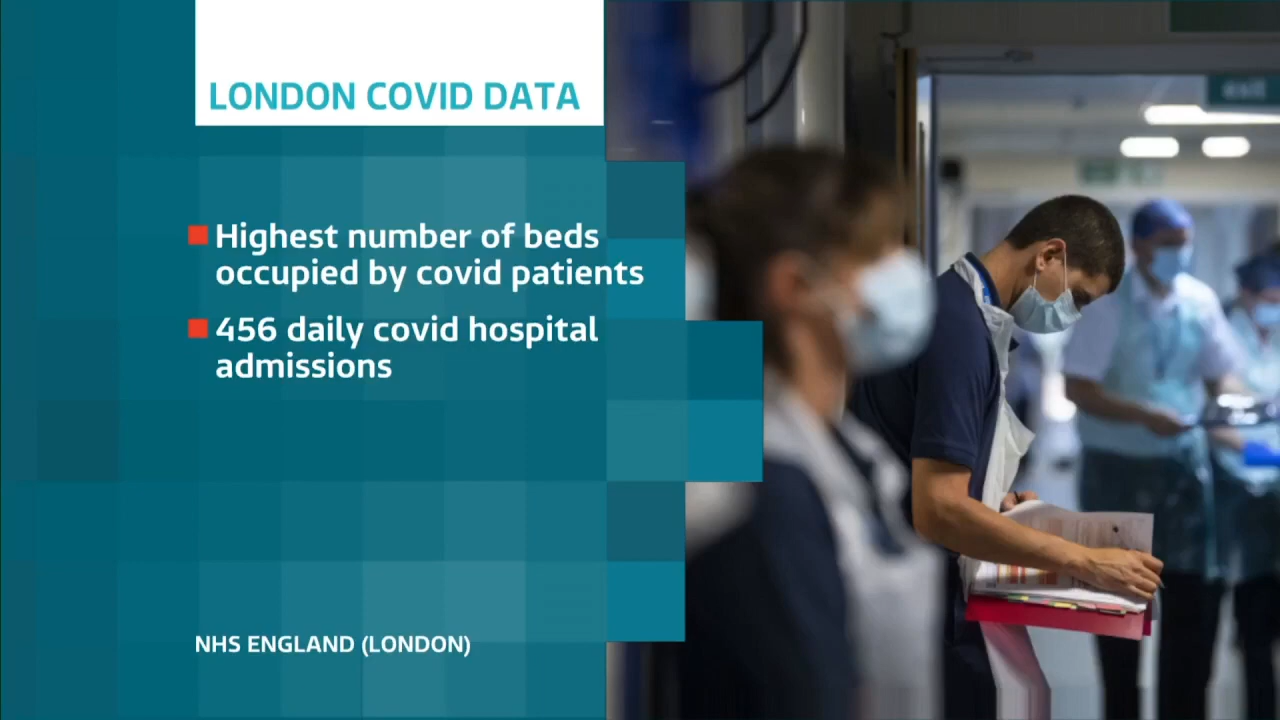 LONDON COVID DATA
Highest number of beds
occupied by covid patients
456 daily covid hospital
admissions
NHS ENGLAND (LONDON)
exit